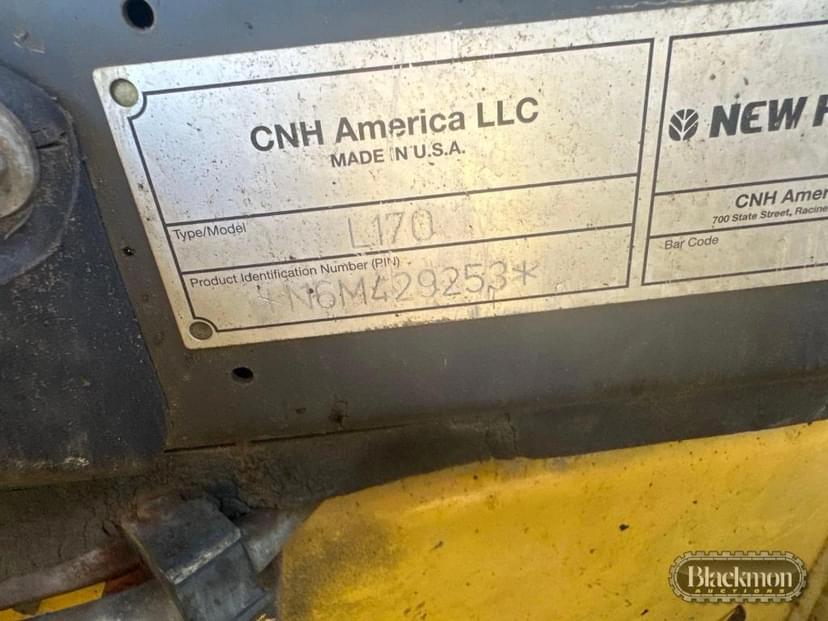 CNH America LLC
MADE IN U.S.A.
Type/Model
L170
Product Identification Number (PIN)
*N6M429253*
NEW
CNH Amer
700 State Street, Racine
Bar Code
Blackmon
AUCTIONS